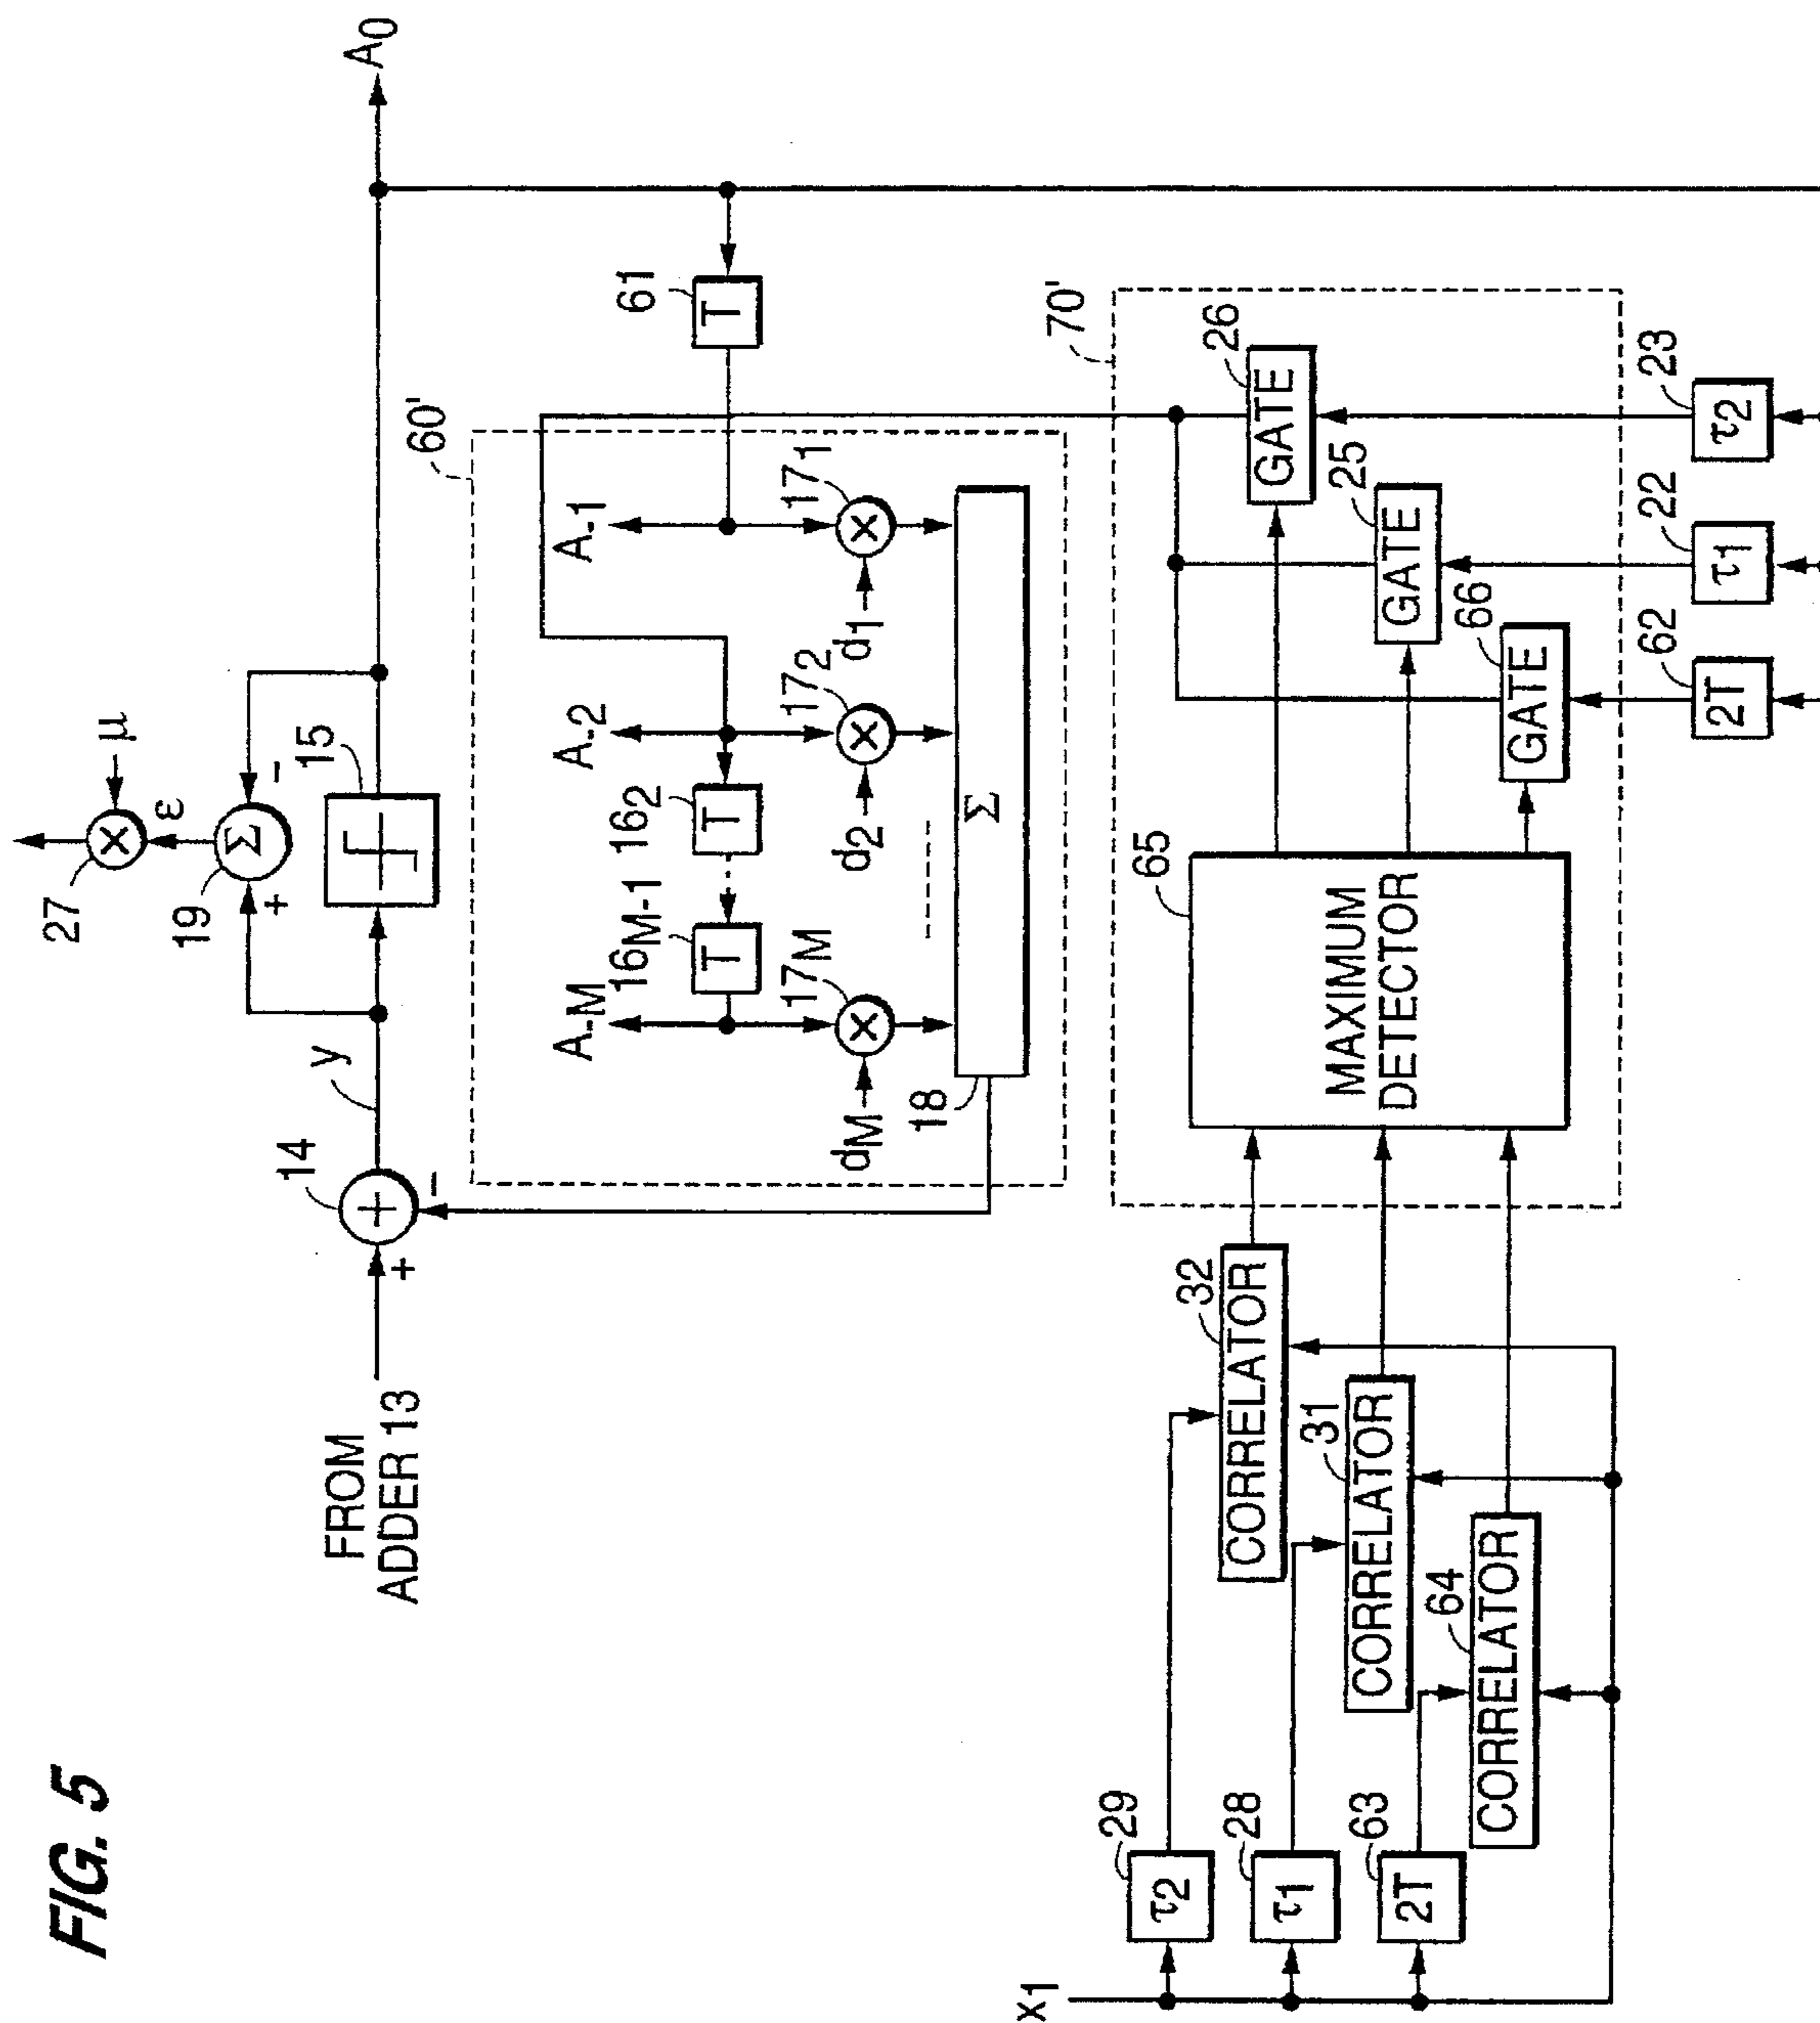 FIG. 5
FROM
ADDER 13
+
14
+
-
y
27
×
μ
ε
19
Σ
+
-
15
A0
60'
A-M
16M-1
T
17M
×
dM
A-2
162
T
172
×
d2
A-1
171
×
d1
18
Σ
61
T
x1
29
τ2
28
τ1
63
2T
32
CORRELATOR
31
CORRELATOR
64
CORRELATOR
70'
65
MAXIMUM
DETECTOR
26
GATE
25
GATE
66
GATE
62
2T
22
τ1
23
τ2